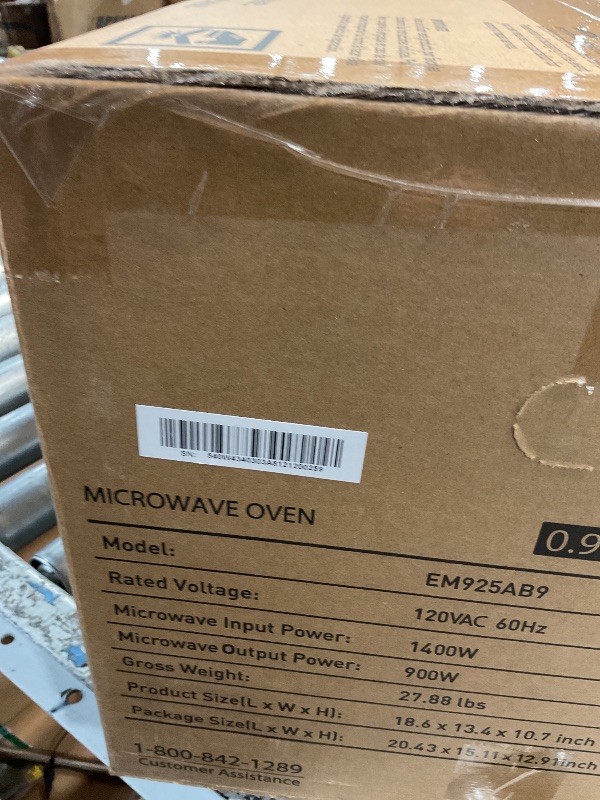 SN: 540W4340303A8121200259
MICROWAVE OVEN
0.9
Model: EM925AB9
Rated Voltage: 120VAC 60Hz
Microwave Input Power: 1400W
Microwave Output Power: 900W
Gross Weight: 27.88 lbs
Product Size(L x W x H): 18.6 x 13.4 x 10.7 inch
Package Size(L x W x H): 20.43 x 15.11 x 12.91inch
1-800-842-1289
Customer Assistance